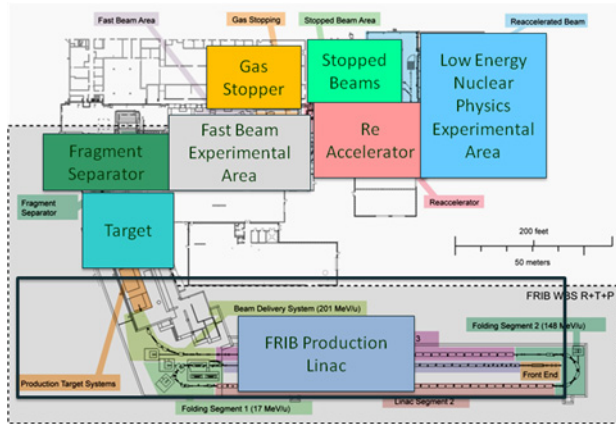 Fast Beam Area
Gas Stopping
Stopped Beam Area
Reaccelerated Beam
Gas
Stopper
Stopped
Beams
Low Energy
Nuclear
Physics
Experimental
Area
Fragment
Separator
Fast Beam
Experimental
Area
Re
Accelerator
Fragment
Separator
Target
Reaccelerator
200 feet
50 meters
FRIB WBS R+T+P
Beam Delivery System (201 MeV/u)
Folding Segment 2 (148 MeV/u)
FRIB Production
Linac
3
Front End
Production Target Systems
Linac Segment 2
Folding Segment 1 (17 MeV/u)